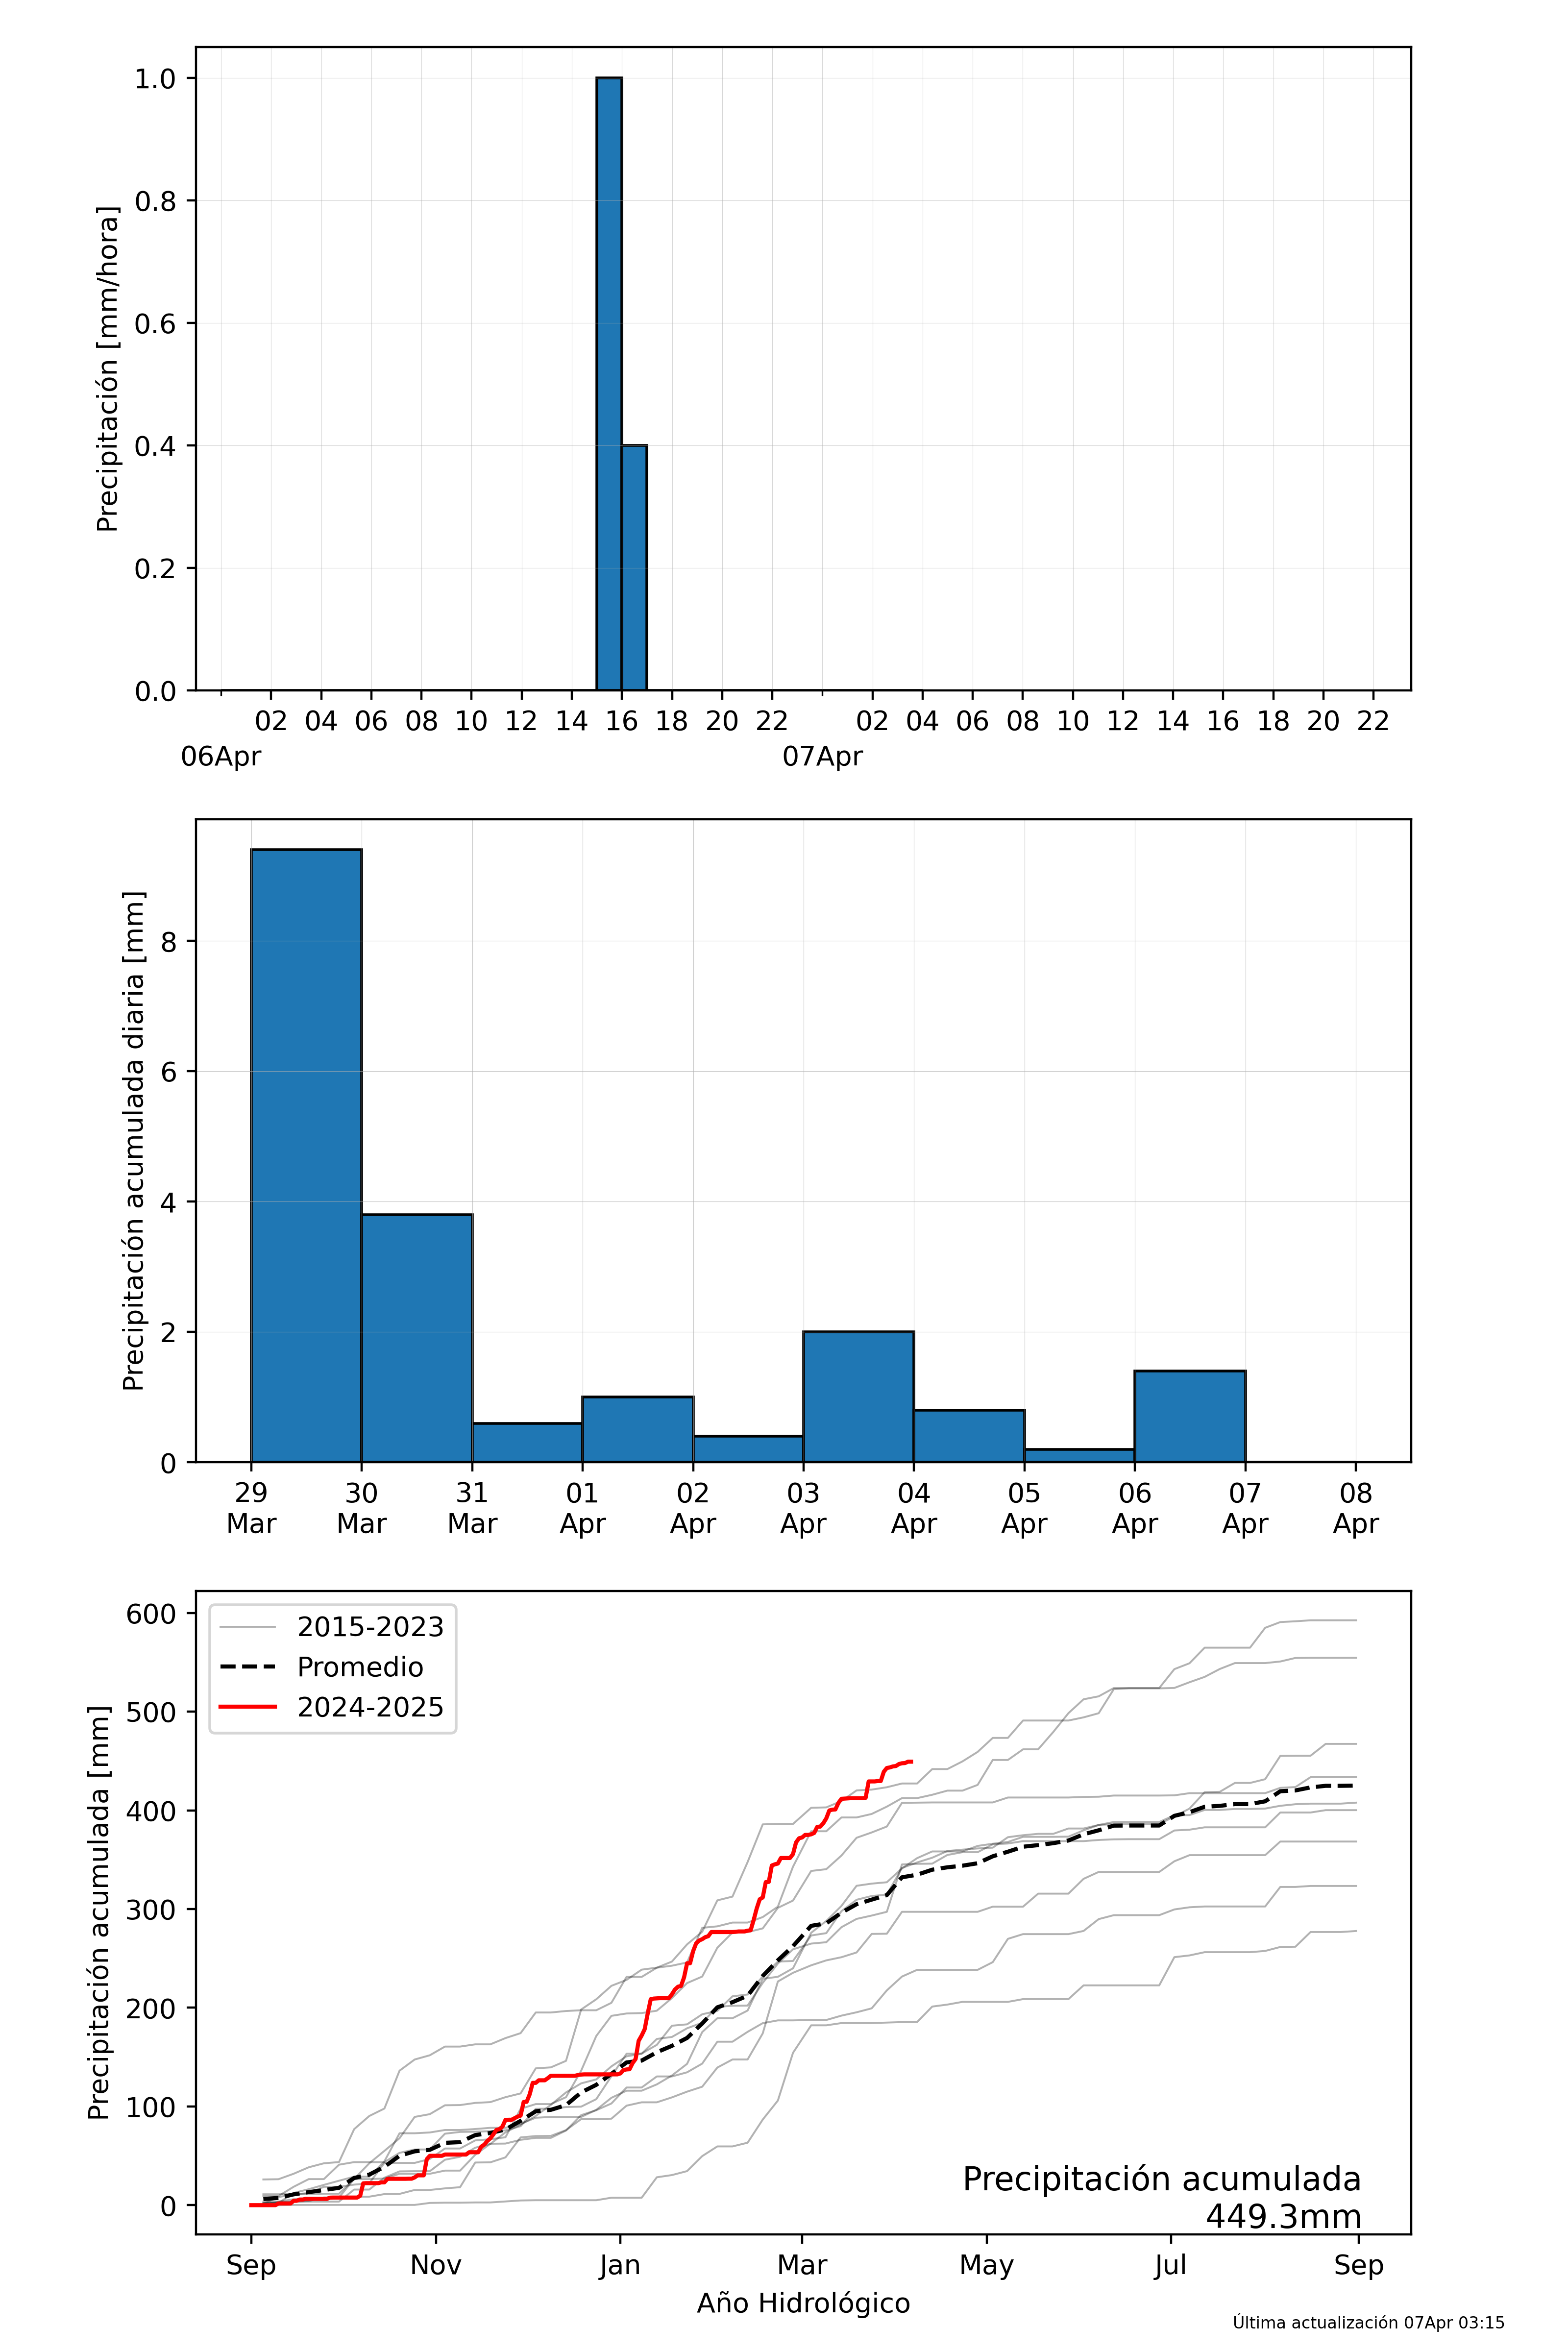 Precipitación [mm/hora]
1.0
0.8
0.6
0.4
0.2
0.0
02 04 06 08 10 12 14 16 18 20 22 02 04 06 08 10 12 14 16 18 20 22
06Apr 07Apr
Precipitación acumulada diaria [mm]
8
6
4
2
0
29 30 31 01 02 03 04 05 06 07 08
Mar Mar Mar Apr Apr Apr Apr Apr Apr Apr Apr
Precipitación acumulada [mm]
600
500
400
300
200
100
0
2015-2023
Promedio
2024-2025
Precipitación acumulada
449.3mm
Sep Nov Jan Mar May Jul Sep
Año Hidrológico
Última actualización 07Apr 03:15